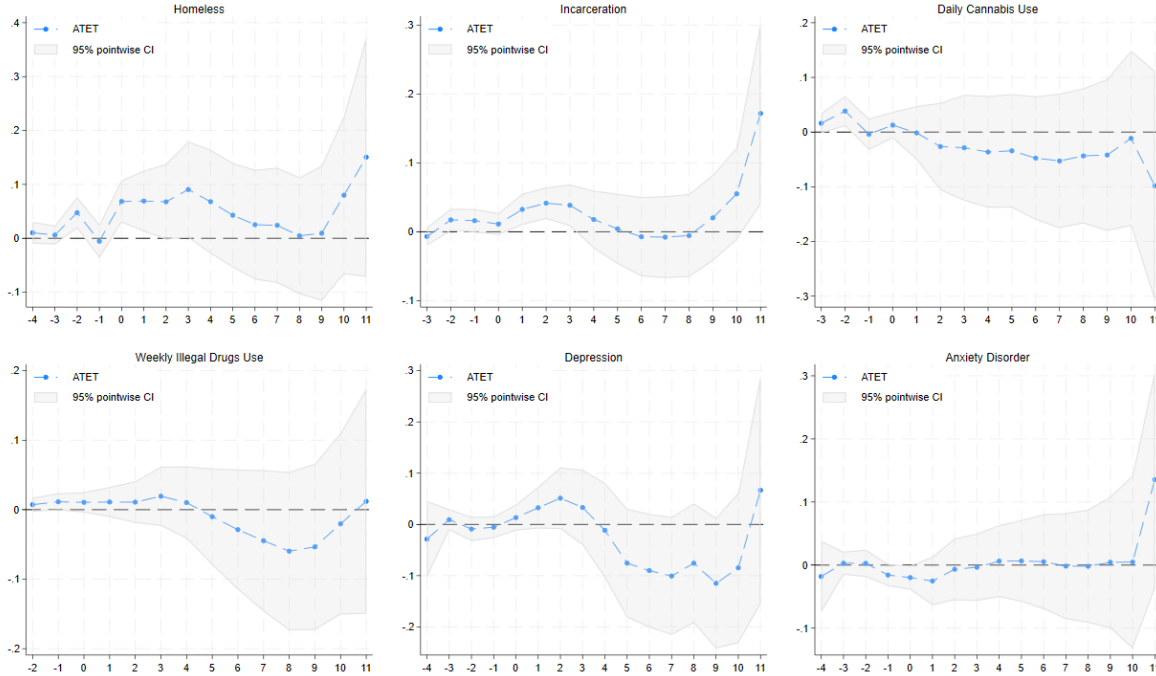 Homeless
ATET
95% pointwise CI
.4
.3
.2
.1
0
-.1
-4 -3 -2 -1 0 1 2 3 4 5 6 7 8 9 10 11
Incarceration
ATET
95% pointwise CI
.3
.2
.1
0
-.1
-3 -2 -1 0 1 2 3 4 5 6 7 8 9 10 11
Daily Cannabis Use
ATET
95% pointwise CI
.2
.1
0
-.1
-.2
-.3
-3 -2 -1 0 1 2 3 4 5 6 7 8 9 10 11
Weekly Illegal Drugs Use
ATET
95% pointwise CI
.2
.1
0
-.1
-.2
-2 -1 0 1 2 3 4 5 6 7 8 9 10 11
Depression
ATET
95% pointwise CI
.3
.2
.1
0
-.1
-.2
-4 -3 -2 -1 0 1 2 3 4 5 6 7 8 9 10 11
Anxiety Disorder
ATET
95% pointwise CI
.3
.2
.1
0
-.1
-4 -3 -2 -1 0 1 2 3 4 5 6 7 8 9 10 11